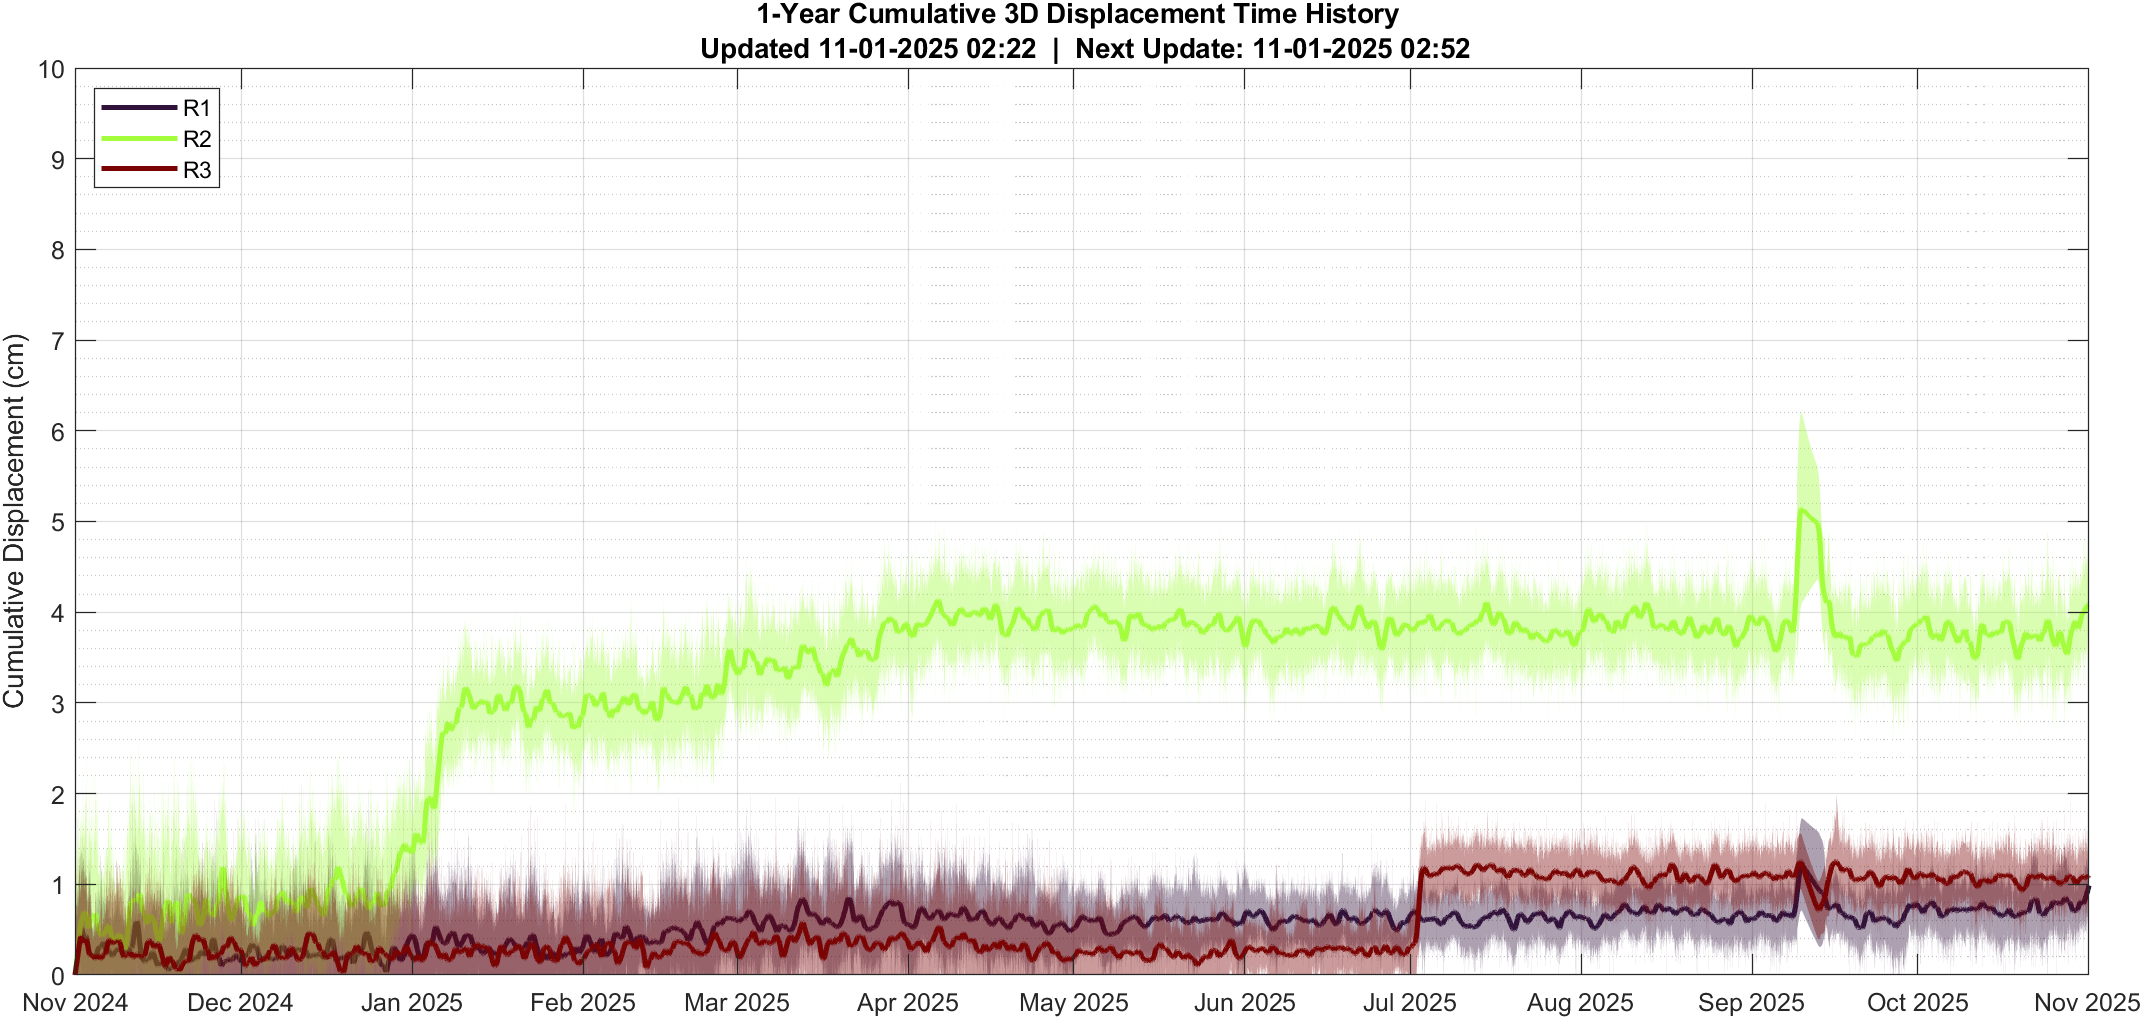 1-Year Cumulative 3D Displacement Time History
Updated 11-01-2025 02:22 | Next Update: 11-01-2025 02:52
R1
R2
R3
Cumulative Displacement (cm)
10
9
8
7
6
5
4
3
2
1
0
Nov 2024 Dec 2024 Jan 2025 Feb 2025 Mar 2025 Apr 2025 May 2025 Jun 2025 Jul 2025 Aug 2025 Sep 2025 Oct 2025 Nov 2025